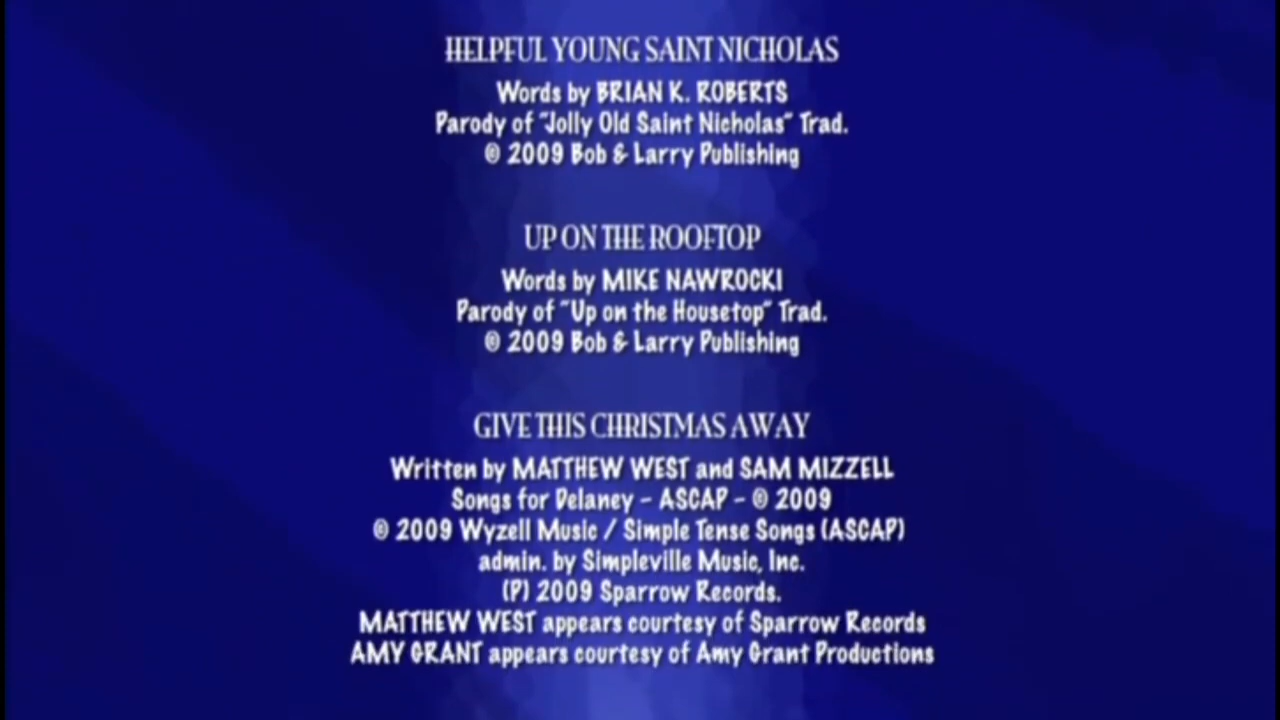 HELPFUL YOUNG SAINT NICHOLAS
Words by BRIAN K. ROBERTS
Parody of "Jolly Old Saint Nicholas" Trad.
© 2009 Bob & Larry Publishing
UP ON THE ROOFTOP
Words by MIKE NAWROCKI
Parody of "Up on the Housetop" Trad.
© 2009 Bob & Larry Publishing
GIVE THIS CHRISTMAS AWAY
Written by MATTHEW WEST and SAM MIZZELL
Songs for Delaney - ASCAP - © 2009
© 2009 Wyzell Music / Simple Tense Songs (ASCAP)
admin. by Simpleville Music, Inc.
(P) 2009 Sparrow Records.
MATTHEW WEST appears courtesy of Sparrow Records
AMY GRANT appears courtesy of Amy Grant Productions